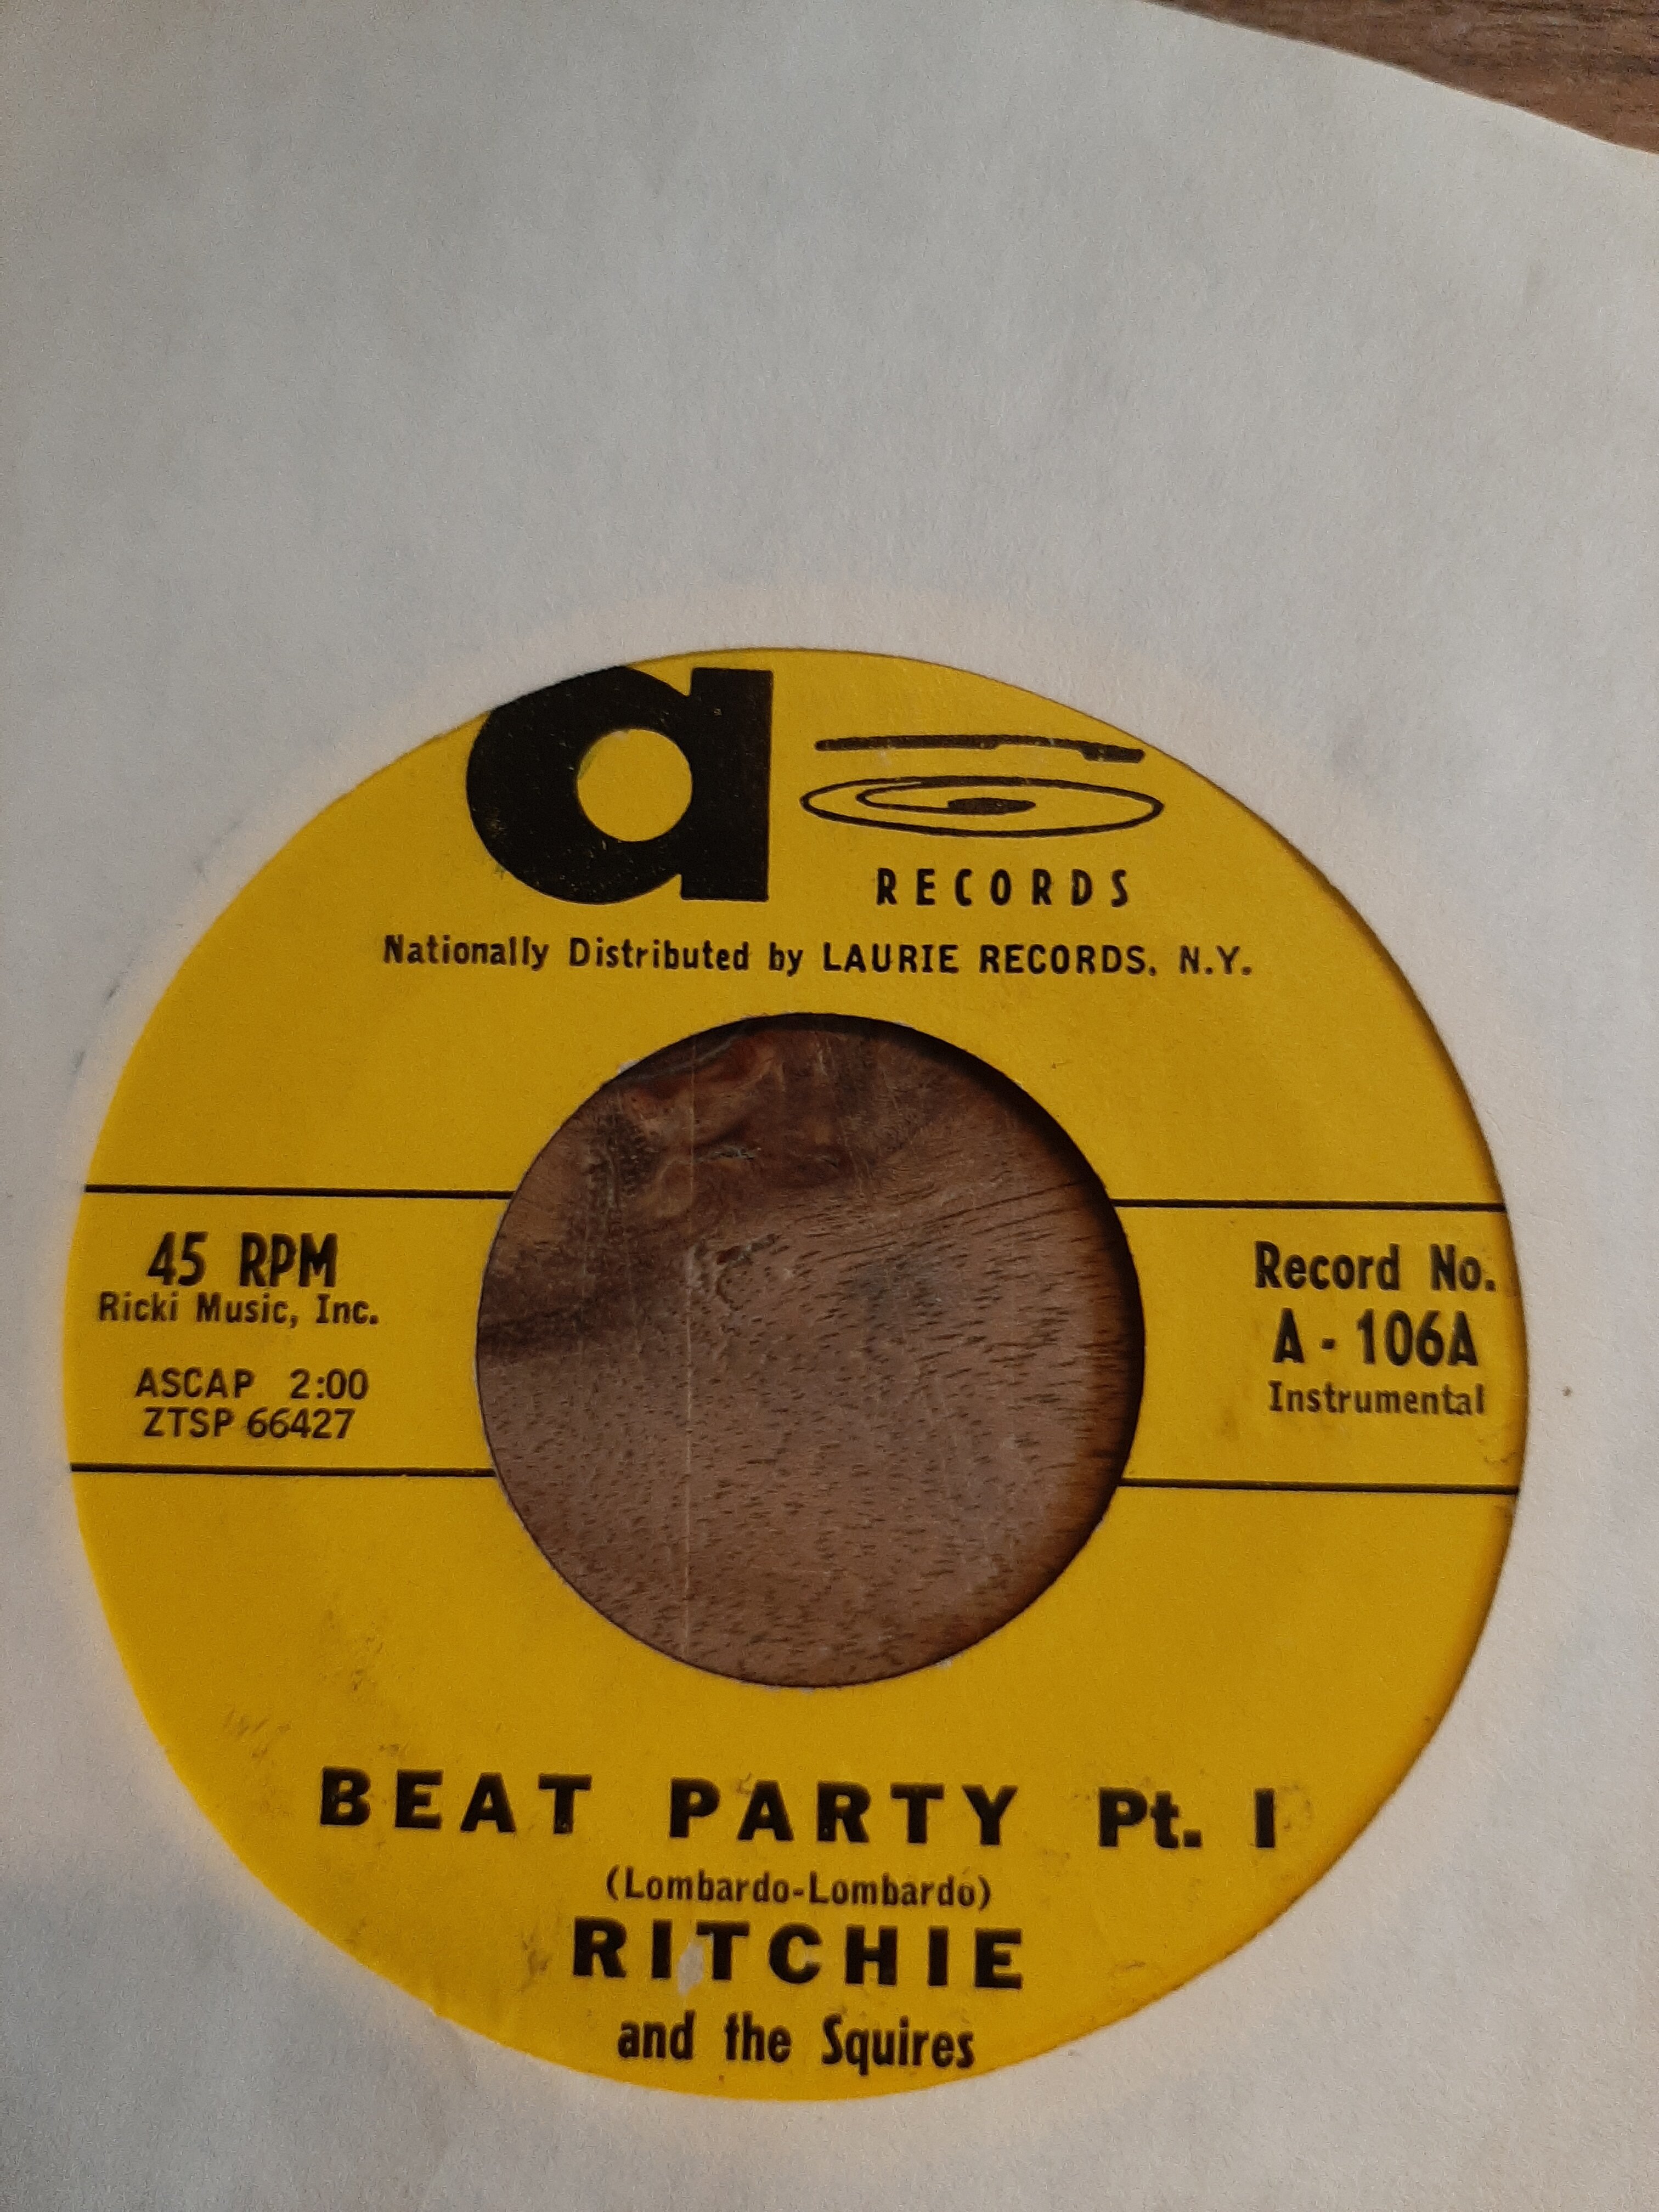 a
RECORDS
Nationally Distributed by LAURIE RECORDS, N.Y.
45 RPM
Ricki Music, Inc.
ASCAP 2:00
ZTSP 66427
Record No.
A - 106A
Instrumental
BEAT PARTY Pt. I
(Lombardo-Lombardo)
RITCHIE
and the Squires